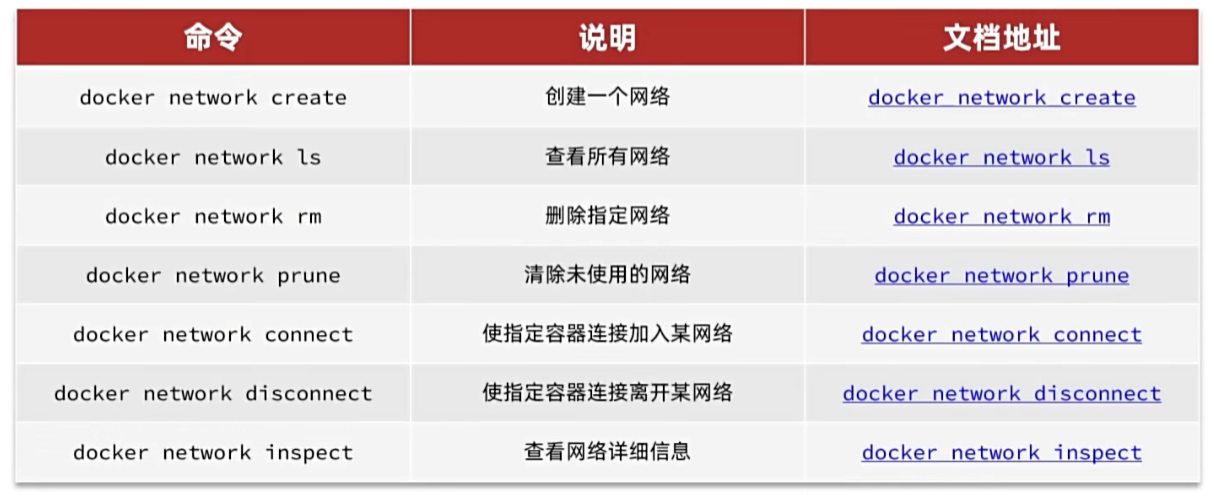 命令 说明 文档地址
docker network create 创建一个网络 docker network create
docker network ls 查看所有网络 docker network ls
docker network rm 删除指定网络 docker network rm
docker network prune 清除未使用的网络 docker network prune
docker network connect 使指定容器连接加入某网络 docker network connect
docker network disconnect 使指定容器连接离开某网络 docker network disconnect
docker network inspect 查看网络详细信息 docker network inspect